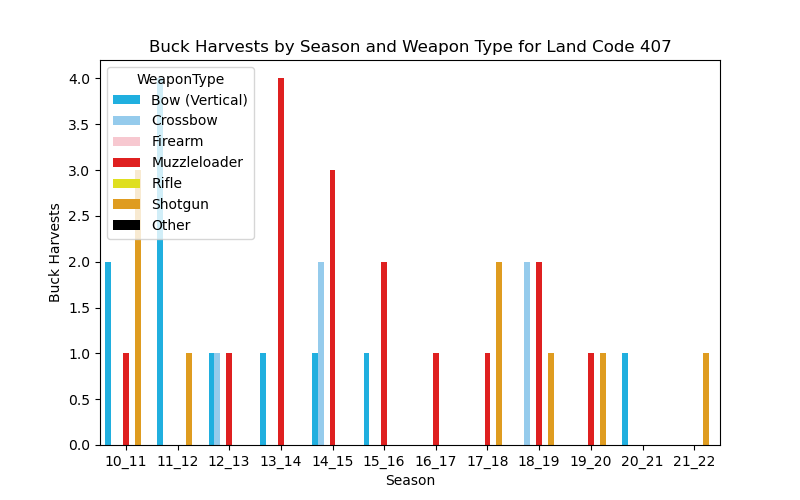 Buck Harvests by Season and Weapon Type for Land Code 407
WeaponType
Bow (Vertical)
Crossbow
Firearm
Muzzleloader
Rifle
Shotgun
Other
Buck Harvests
4.0
3.5
3.0
2.5
2.0
1.5
1.0
0.5
0.0
10_11 11_12 12_13 13_14 14_15 15_16 16_17 17_18 18_19 19_20 20_21 21_22
Season